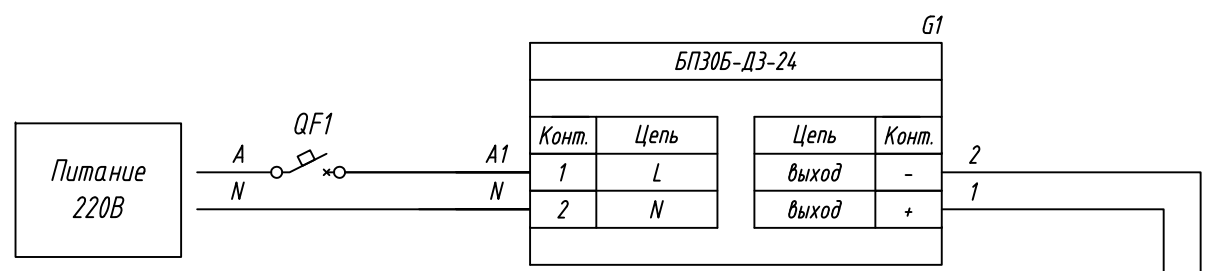 G1
БП30Б-Д3-24
QF1
Конт. Цепь Цепь Конт.
A A1 1 L выход - 2
N N 2 N выход + 1
Питание
220В